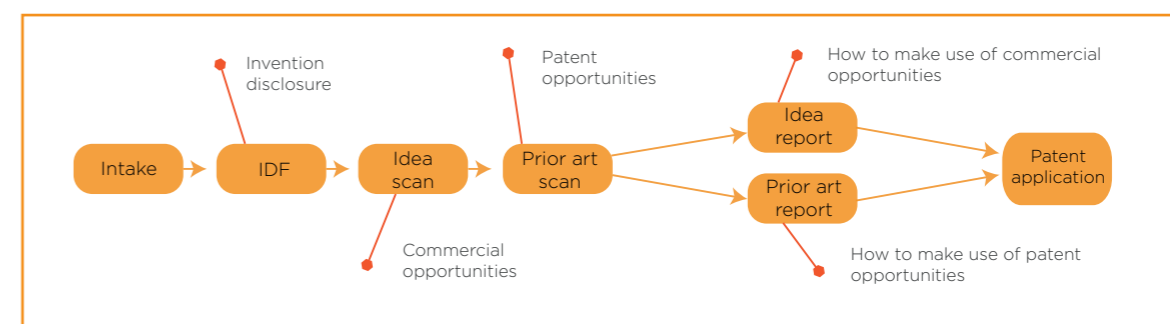 Invention
disclosure
Patent
opportunities
How to make use of commercial
opportunities
Intake
IDF
Idea
scan
Prior art
scan
Idea
report
Prior art
report
Patent
application
Commercial
opportunities
How to make use of patent
opportunities